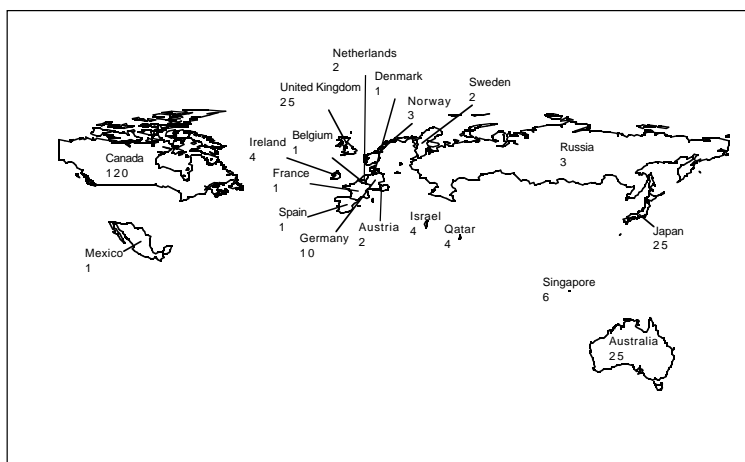 Netherlands
2
Denmark
1
United Kingdom
25
Sweden
2
Norway
3
Ireland
4
Belgium
1
Canada
120
Russia
3
France
1
Spain
1
Germany
10
Austria
2
Israel
4
Qatar
4
Japan
25
Mexico
1
Singapore
6
Australia
25